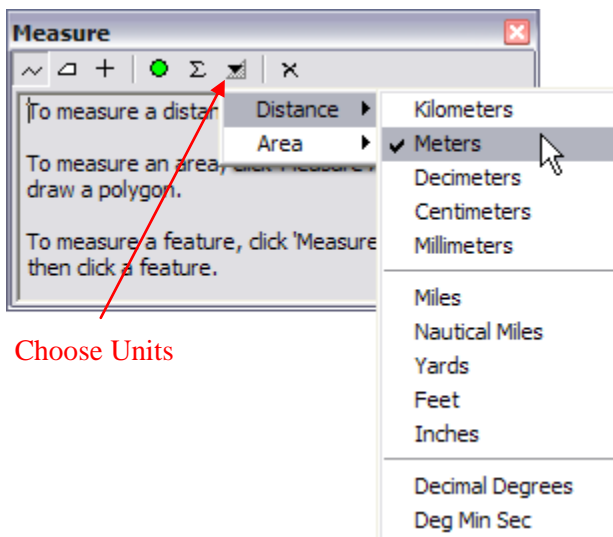 Measure
To measure a distan
To measure an area,
draw a polygon.
To measure a feature, click 'Measure
then click a feature.
Distance
Area
Kilometers
Meters
Decimeters
Centimeters
Millimeters
Miles
Nautical Miles
Yards
Feet
Inches
Decimal Degrees
Deg Min Sec
Choose Units